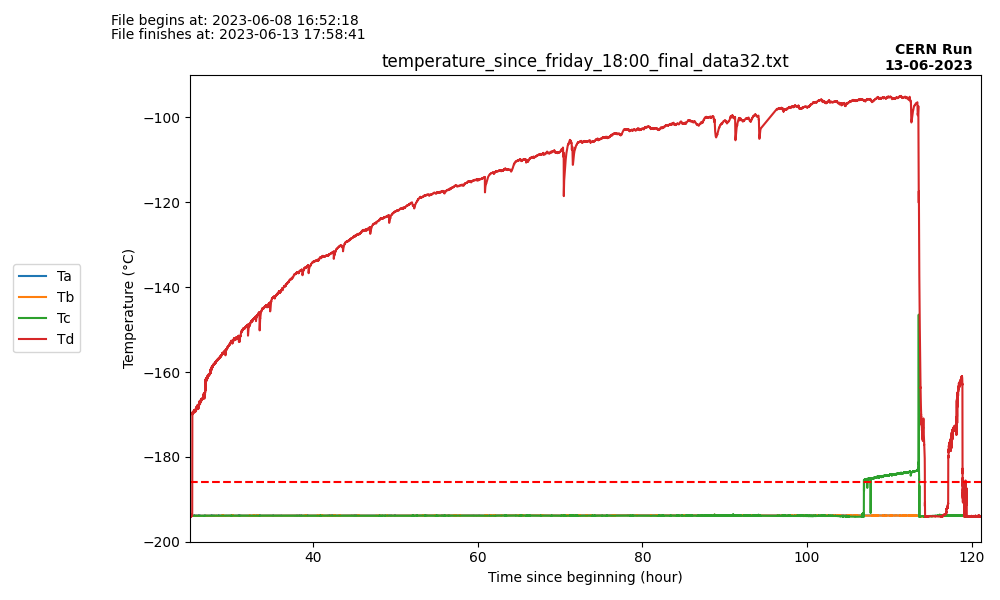 File begins at: 2023-06-08 16:52:18
File finishes at: 2023-06-13 17:58:41
CERN Run
13-06-2023
temperature_since_friday_18:00_final_data32.txt
Temperature (°C)
−100
−120
−140
−160
−180
−200
Ta
Tb
Tc
Td
40
60
80
100
120
Time since beginning (hour)